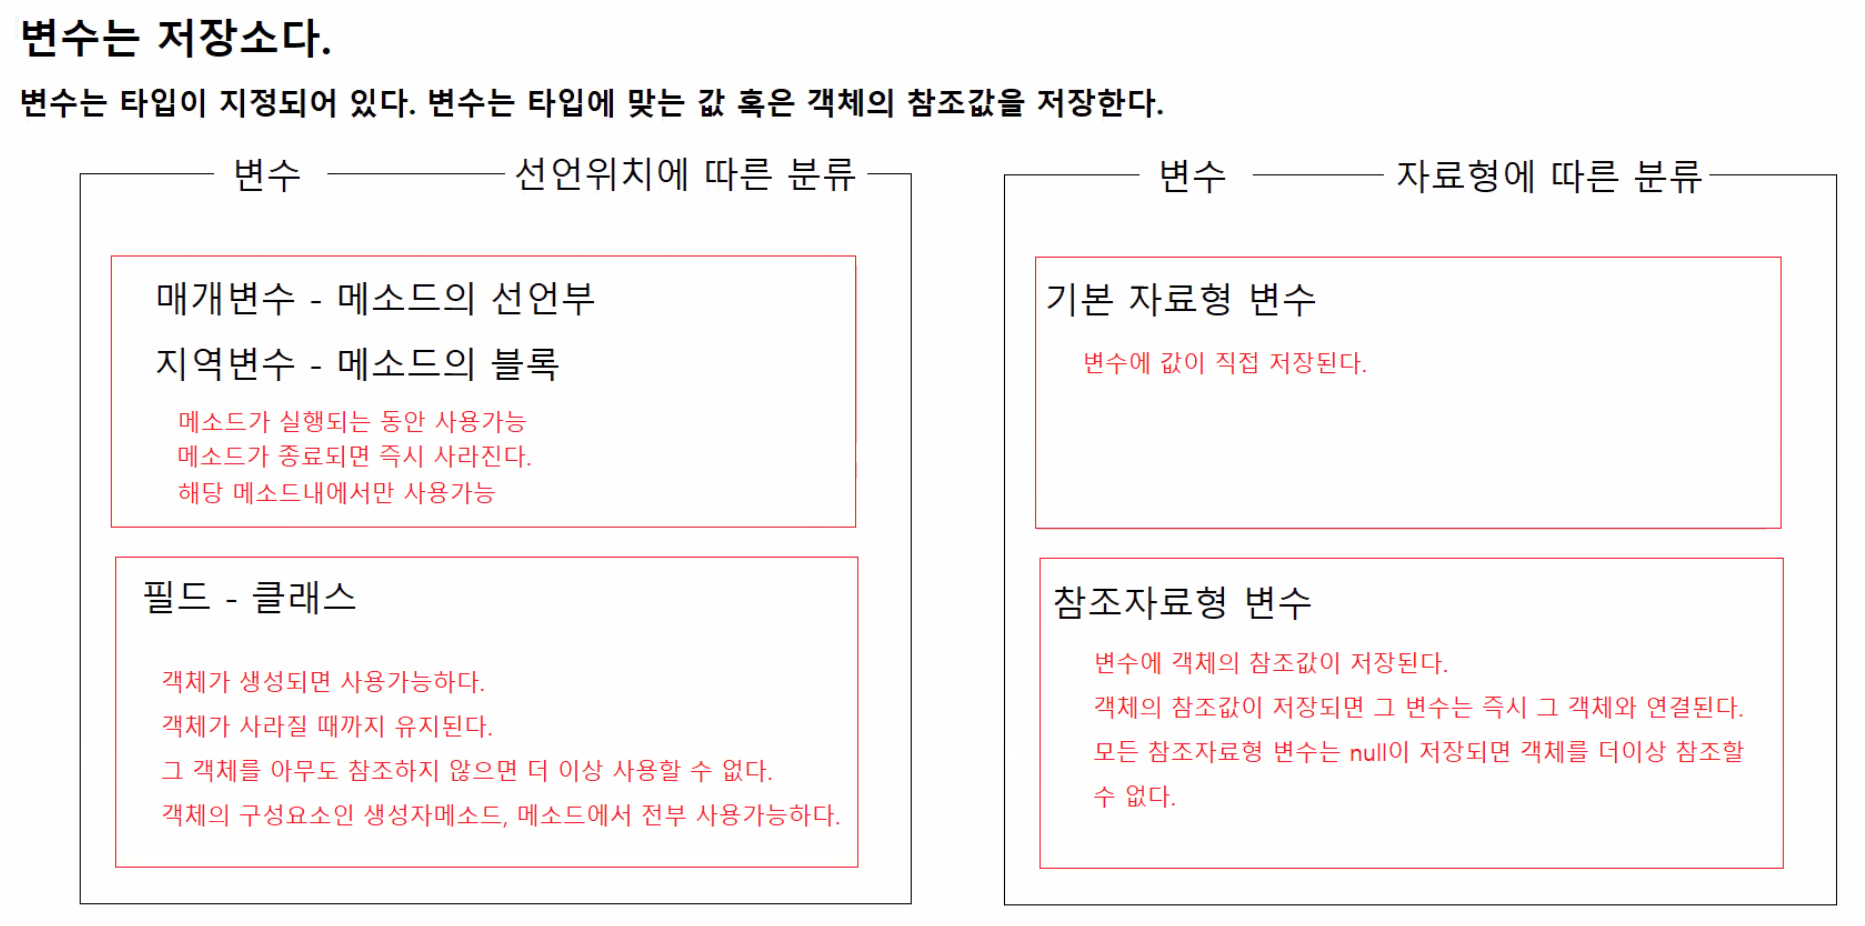 변수는 저장소다.
변수는 타입이 지정되어 있다. 변수는 타입에 맞는 값 혹은 객체의 참조값을 저장한다.
변수 선언위치에 따른 분류
매개변수 - 메소드의 선언부
지역변수 - 메소드의 블록
메소드가 실행되는 동안 사용가능
메소드가 종료되면 즉시 사라진다.
해당 메소드내에서만 사용가능
필드 - 클래스
객체가 생성되면 사용가능하다.
객체가 사라질 때까지 유지된다.
그 객체를 아무도 참조하지 않으면 더 이상 사용할 수 없다.
객체의 구성요소인 생성자메소드, 메소드에서 전부 사용가능하다.
변수 자료형에 따른 분류
기본 자료형 변수
변수에 값이 직접 저장된다.
참조자료형 변수
변수에 객체의 참조값이 저장된다.
객체의 참조값이 저장되면 그 변수는 즉시 그 객체와 연결된다.
모든 참조자료형 변수는 null이 저장되면 객체를 더이상 참조할
수 없다.